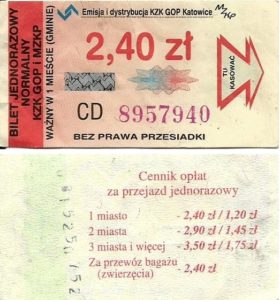 Emisja i dystrybucja KZK GOP Katowice
MZKP
BILET JEDNORAZOWY
NORMALNY
KZK GOP i MZKP
WAŻNY W 1 MIEŚCIE (GMINIE)
2,40 zł
TU
KASOWAĆ
CD 8957940
BEZ PRAWA PRZESIADKI
Cennik opłat
za przejazd jednorazowy
1 miasto - 2,40 zł / 1,20 zł
2 miasta - 2,90 zł / 1,45 zł
3 miasta i więcej - 3,50 zł / 1,75 zł
Za przewóz bagażu
(zwierzęcia) - 2,40 zł